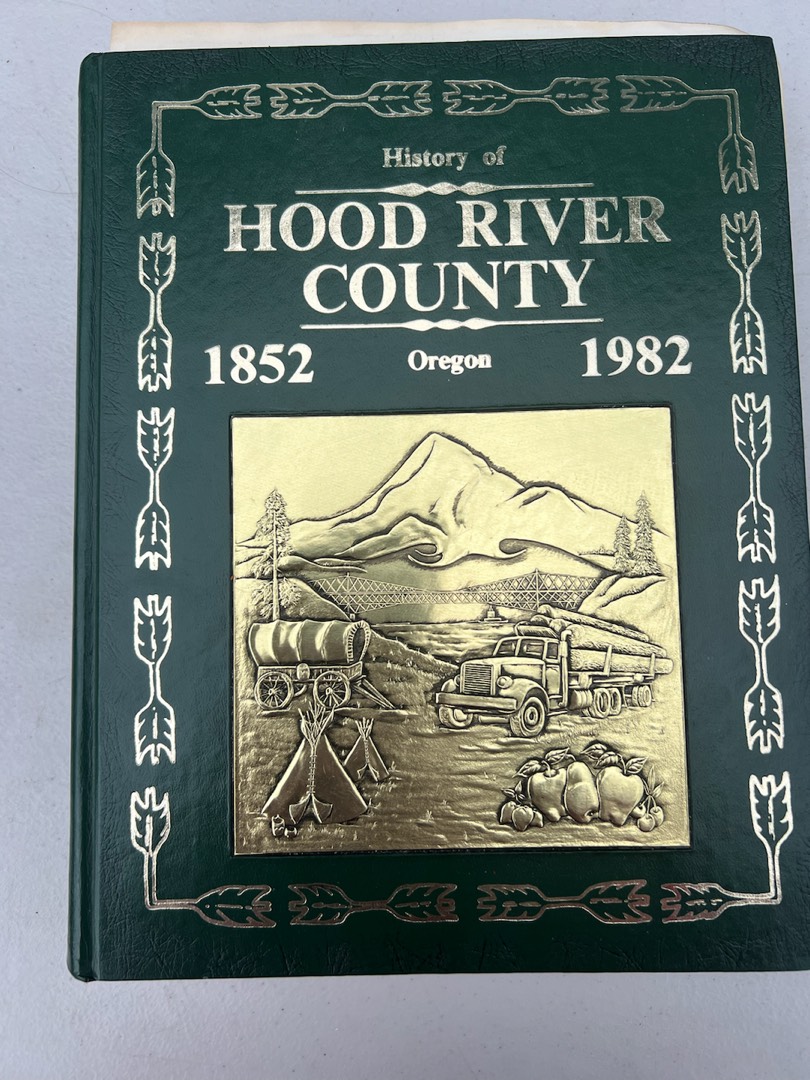 History of
HOOD RIVER
COUNTY
1852 Oregon 1982